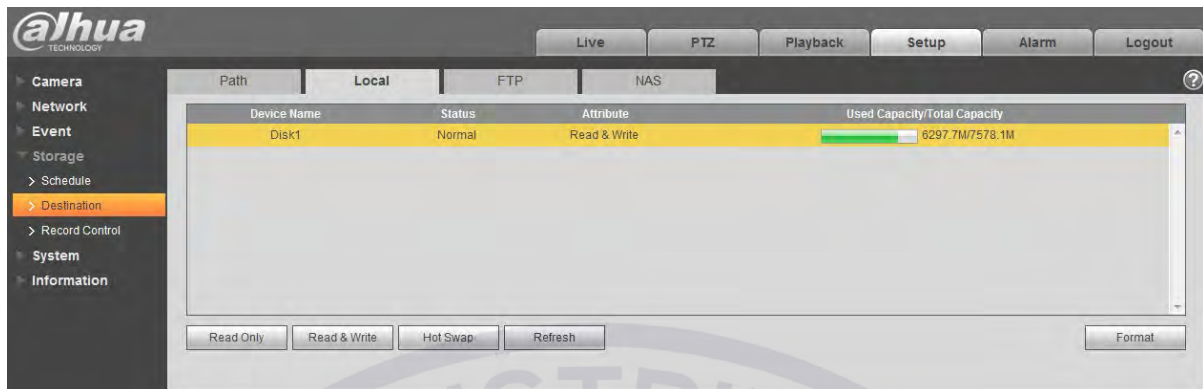 alhua
TECHNOLOGY
Live PTZ Playback Setup Alarm Logout
Camera
Network
Event
Storage
Schedule
Destination
Record Control
System
Information
Path Local FTP NAS
?
Device Name Status Attribute Used Capacity/Total Capacity
Disk1 Normal Read & Write 6297.7M/7578.1M
Read Only Read & Write Hot Swap Refresh Format